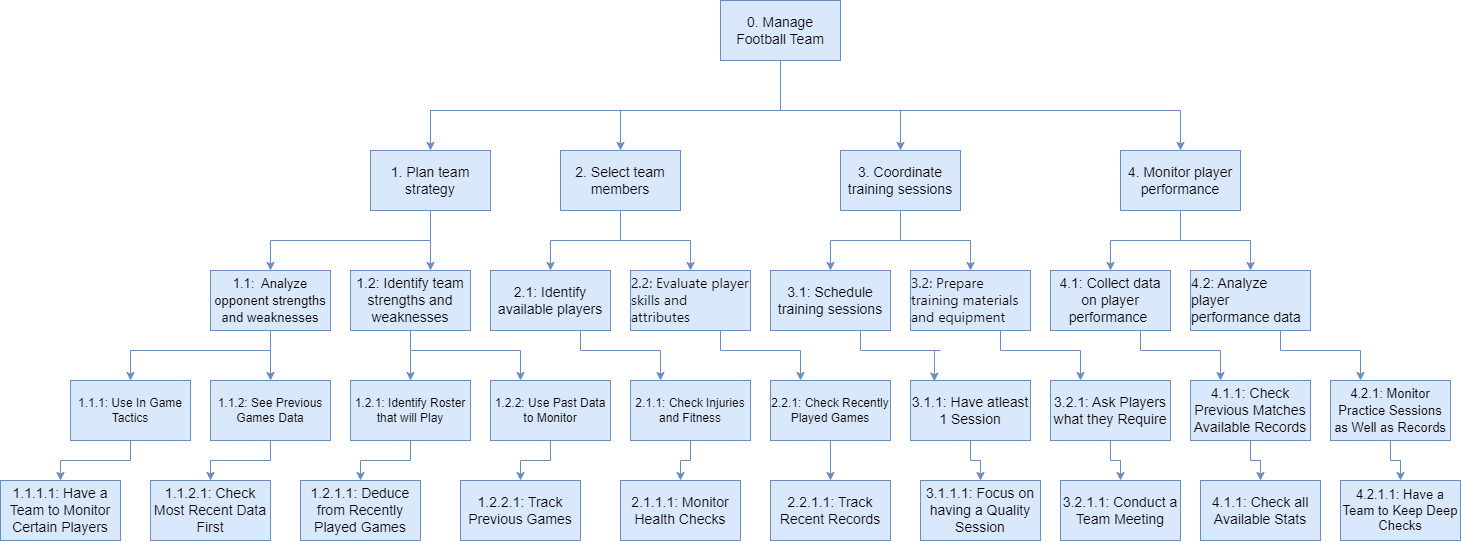 0. Manage
Football Team
1. Plan team
strategy
2. Select team
members
3. Coordinate
training sessions
4. Monitor player
performance
1.1: Analyze
opponent strengths
and weaknesses
1.2: Identify team
strengths and
weaknesses
2.1: Identify
available players
2.2: Evaluate player
skills and
attributes
3.1: Schedule
training sessions
3.2: Prepare
training materials
and equipment
4.1: Collect data
on player
performance
4.2: Analyze
player
performance data
1.1.1: Use In Game
Tactics
1.1.2: See Previous
Games Data
1.2.1: Identify Roster
that will Play
1.2.2: Use Past Data
to Monitor
2.1.1: Check Injuries
and Fitness
2.2.1: Check Recently
Played Games
3.1.1: Have atleast
1 Session
3.2.1: Ask Players
what they Require
4.1.1: Check
Previous Matches
Available Records
4.2.1: Monitor
Practice Sessions
as Well as Records
1.1.1.1: Have a
Team to Monitor
Certain Players
1.1.2.1: Check
Most Recent Data
First
1.2.1.1: Deduce
from Recently
Played Games
1.2.2.1: Track
Previous Games
2.1.1.1: Monitor
Health Checks
2.2.1.1: Track
Recent Records
3.1.1.1: Focus on
having a Quality
Session
3.2.1.1: Conduct a
Team Meeting
4.1.1: Check all
Available Stats
4.2.1.1: Have a
Team to Keep Deep
Checks